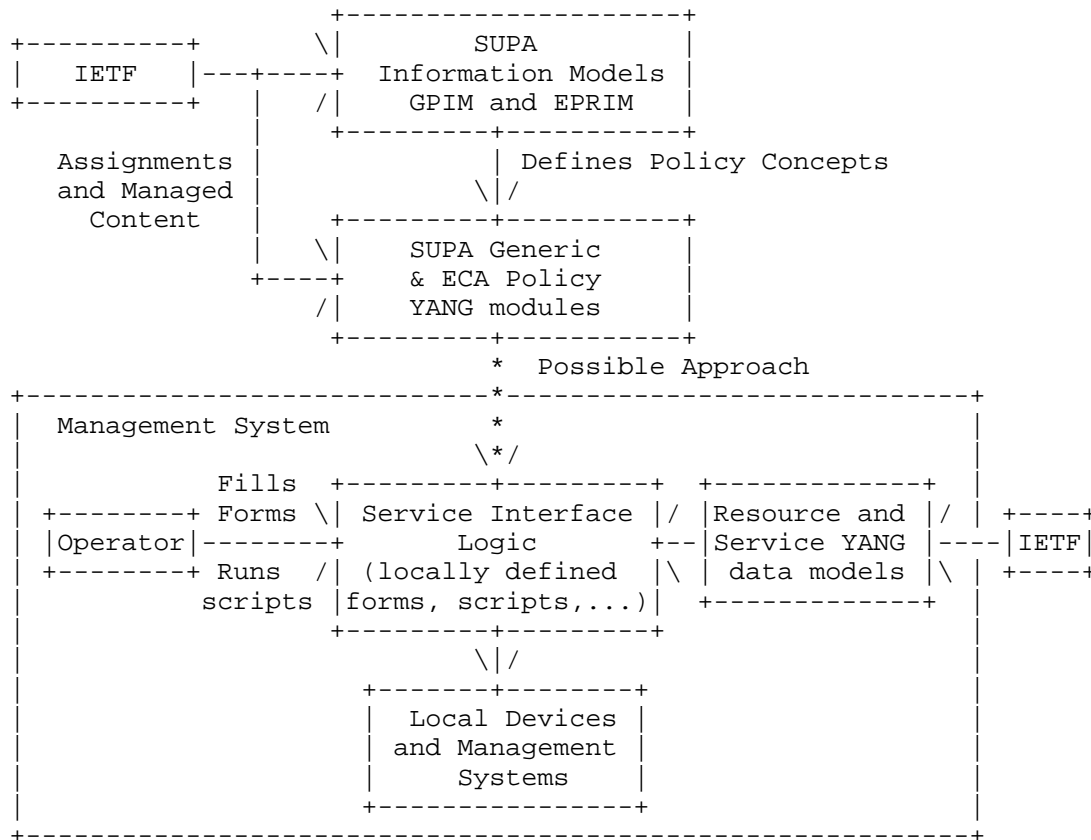 SUPA
IETF
Information Models
GPIM and EPRIM
Assignments
and Managed
Content
Defines Policy Concepts
SUPA Generic
& ECA Policy
YANG modules
Possible Approach
Management System
Fills
Forms
Operator
Runs
scripts
Service Interface
Logic
(locally defined
forms, scripts,...)
Resource and
Service YANG
data models
IETF
Local Devices
and Management
Systems